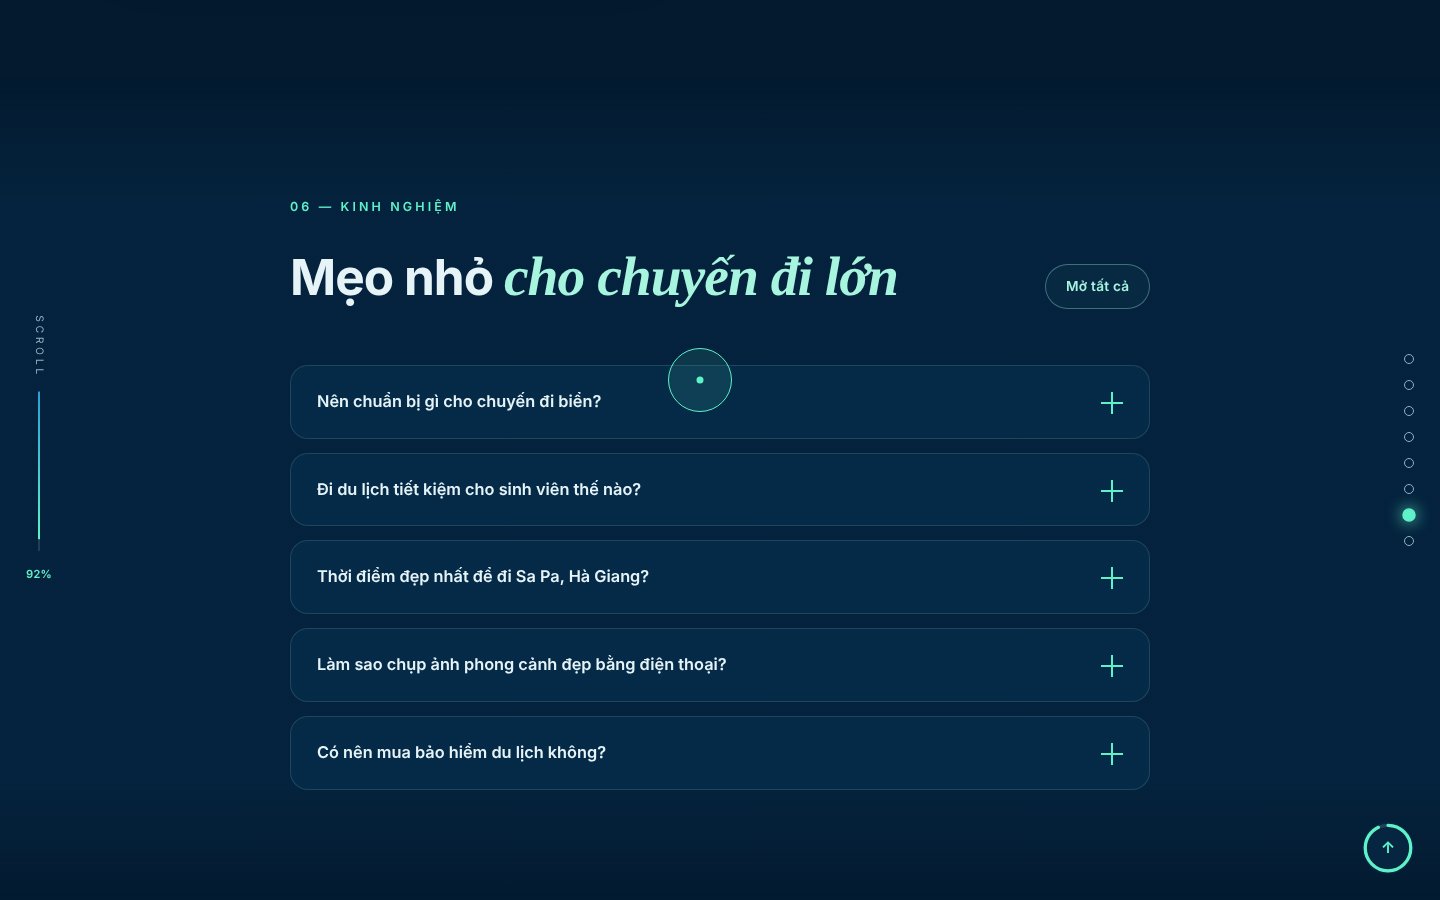 06 — KINH NGHIỆM
Mẹo nhỏ cho chuyến đi lớn
Mở tất cả
SCROLL
92%
Nên chuẩn bị gì cho chuyến đi biển?
Đi du lịch tiết kiệm cho sinh viên thế nào?
Thời điểm đẹp nhất để đi Sa Pa, Hà Giang?
Làm sao chụp ảnh phong cảnh đẹp bằng điện thoại?
Có nên mua bảo hiểm du lịch không?